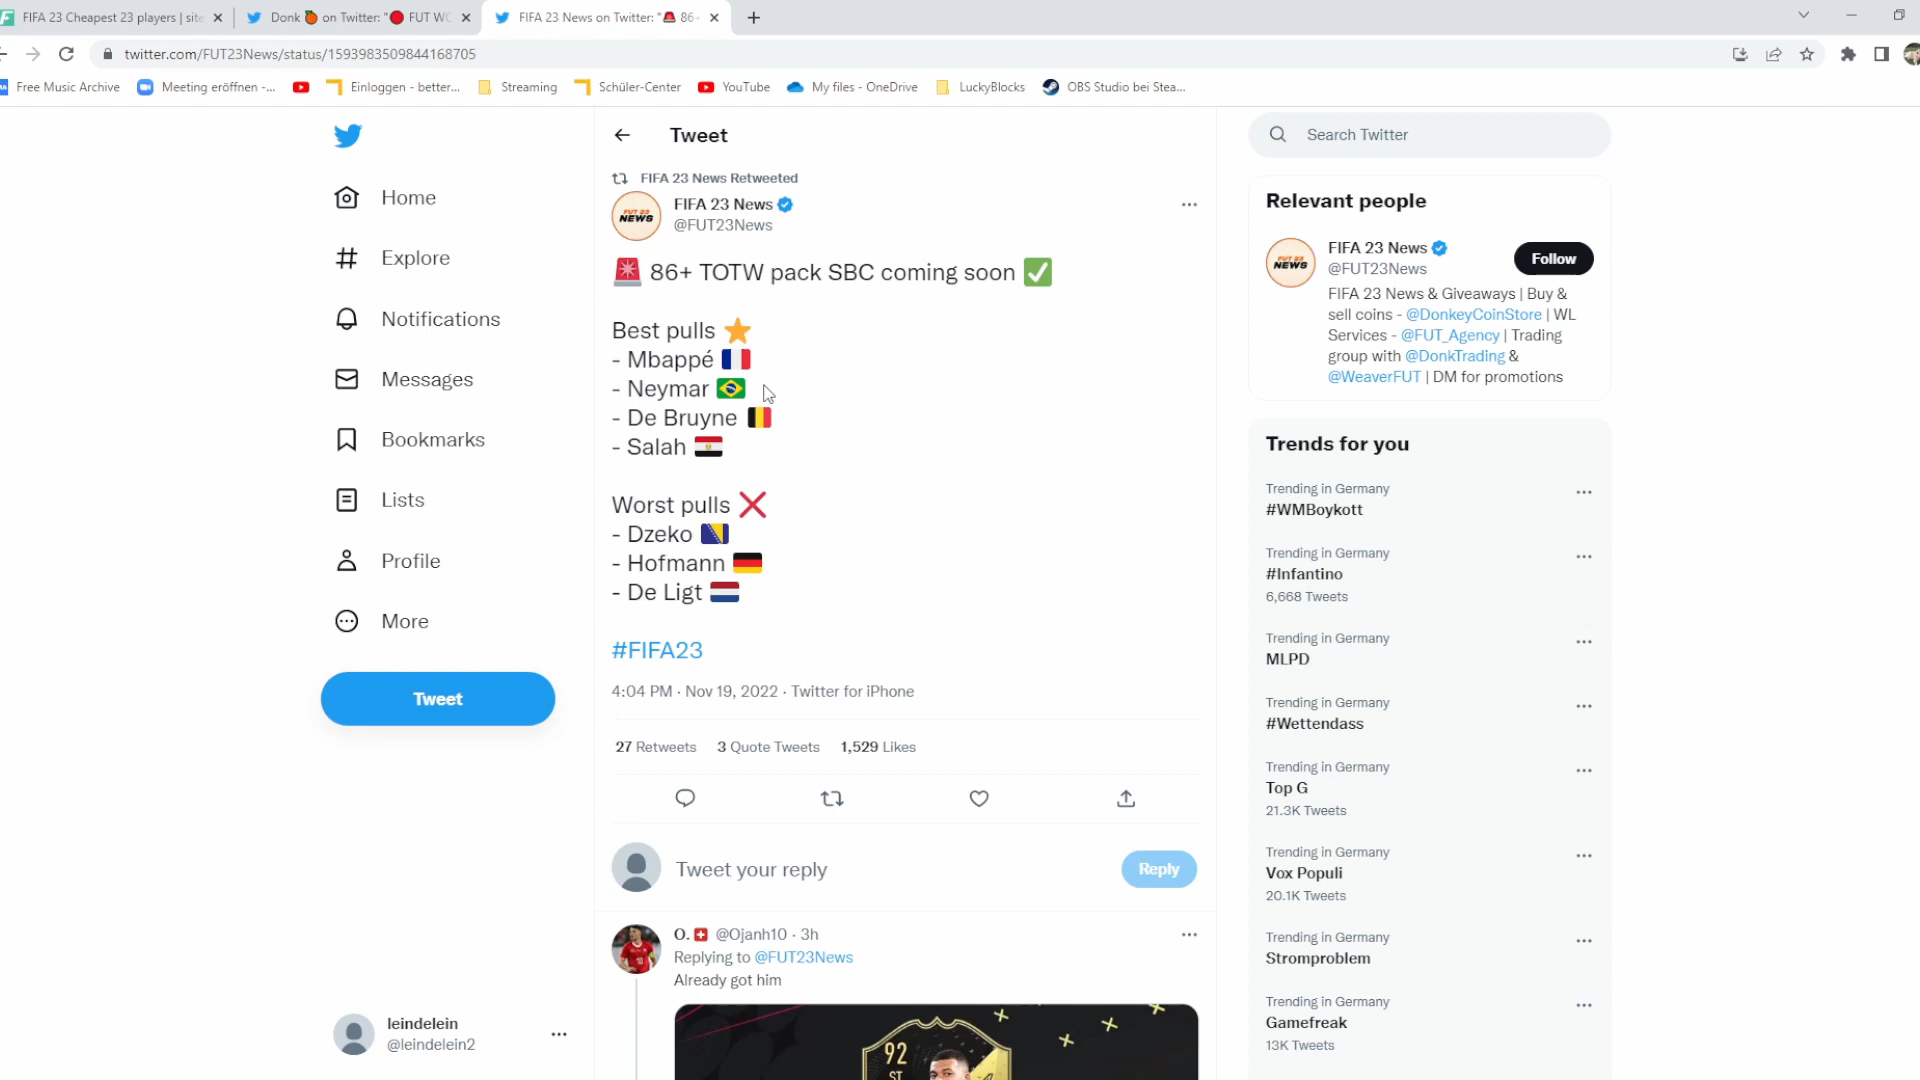 FIFA 23 Cheapest 23 players | site
Donk 🍊 on Twitter: "🔴 FUT WC
FIFA 23 News on Twitter: "🚨 86+
twitter.com/FUT23News/status/1593983509844168705
Free Music Archive
Meeting eröffnen -...
Einloggen - better...
Streaming
Schüler-Center
YouTube
My files - OneDrive
LuckyBlocks
OBS Studio bei Stea...
Home
Explore
Notifications
Messages
Bookmarks
Lists
Profile
More
Tweet
leindelein
@leindelein2
Tweet
FIFA 23 News Retweeted
FUT 23
NEWS
FIFA 23 News
@FUT23News
🚨 86+ TOTW pack SBC coming soon ✅
Best pulls ⭐
- Mbappé 🇫🇷
- Neymar 🇧🇷
- De Bruyne 🇧🇪
- Salah 🇪🇬
Worst pulls ❌
- Dzeko 🇧🇦
- Hofmann 🇩🇪
- De Ligt 🇳🇱
#FIFA23
4:04 PM · Nov 19, 2022 · Twitter for iPhone
27 Retweets 3 Quote Tweets 1,529 Likes
Tweet your reply
Reply
O. 🇨🇭 @Ojanh10 · 3h
Replying to @FUT23News
Already got him
92
ST
Search Twitter
Relevant people
FUT 23
NEWS
FIFA 23 News
@FUT23News
Follow
FIFA 23 News & Giveaways | Buy &
sell coins - @DonkeyCoinStore | WL
Services - @FUT_Agency | Trading
group with @DonkTrading &
@WeaverFUT | DM for promotions
Trends for you
Trending in Germany
#WMBoykott
Trending in Germany
#Infantino
6,668 Tweets
Trending in Germany
MLPD
Trending in Germany
#Wettendass
Trending in Germany
Top G
21.3K Tweets
Trending in Germany
Vox Populi
20.1K Tweets
Trending in Germany
Stromproblem
Trending in Germany
Gamefreak
13K Tweets